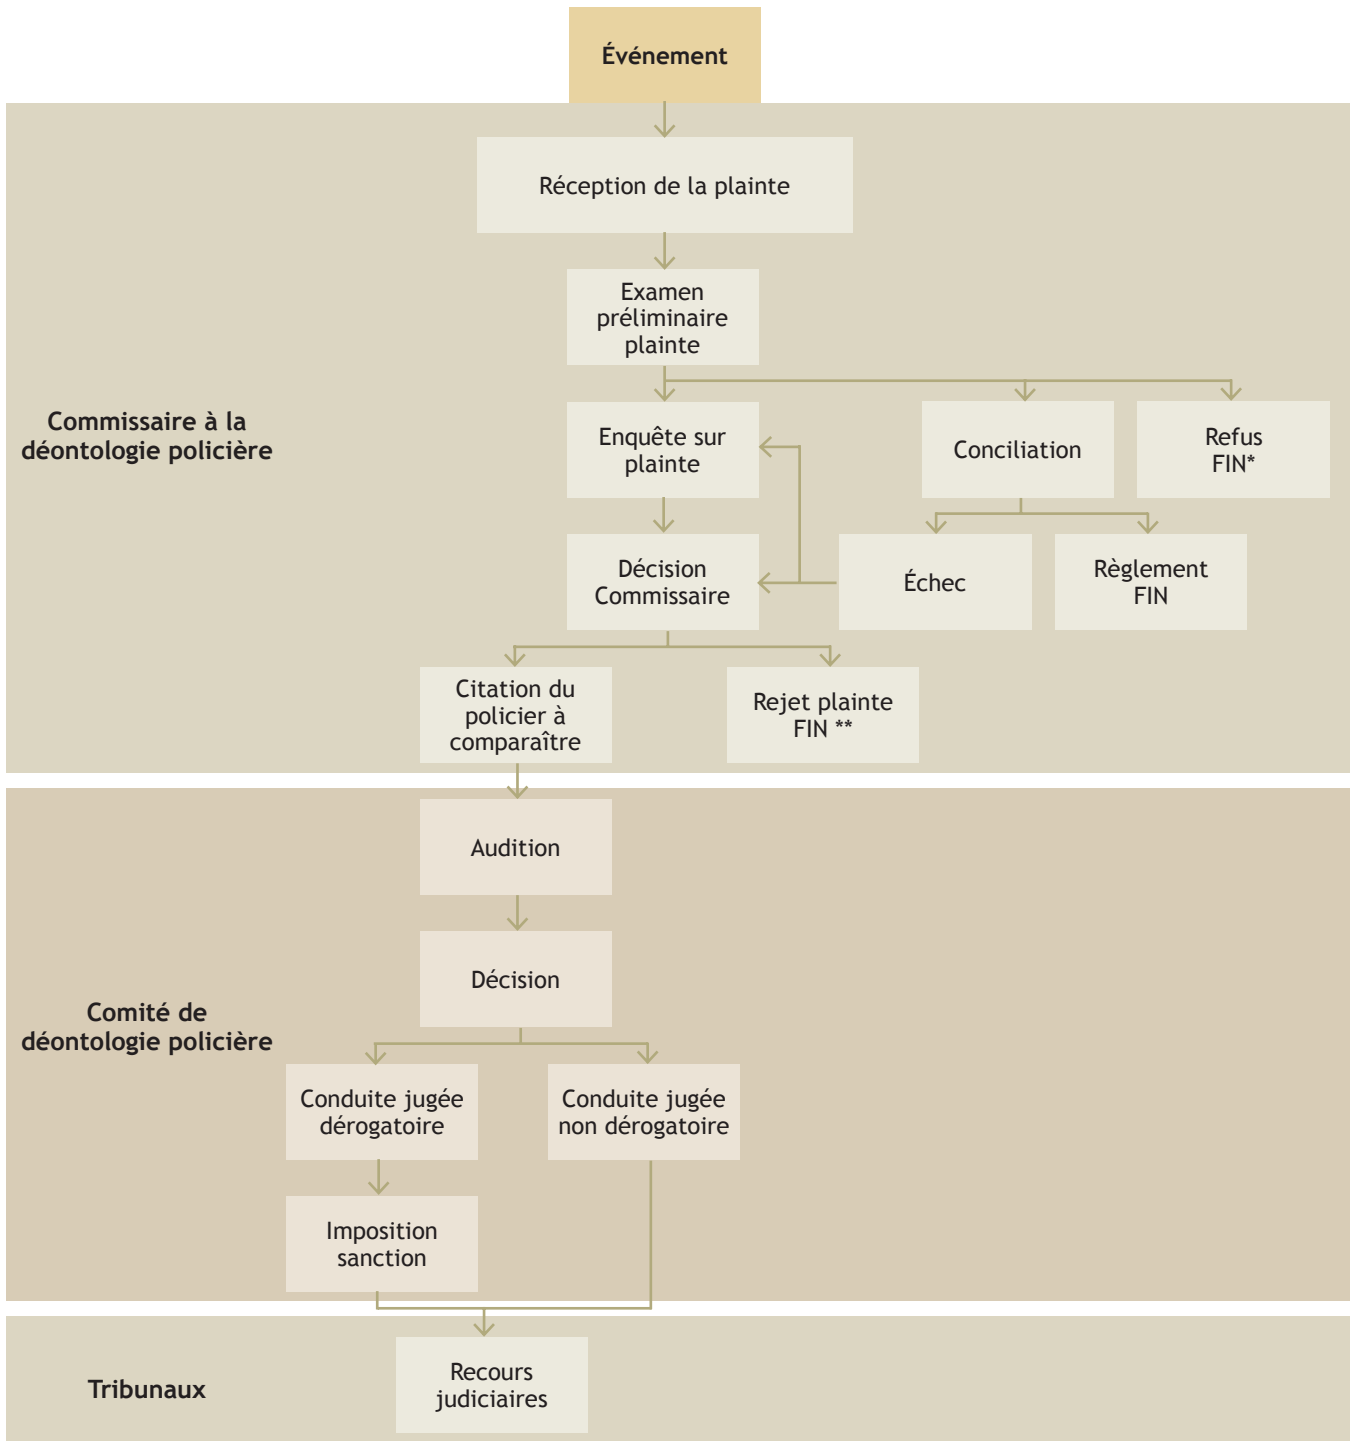 Événement
Réception de la plainte
Examen
préliminaire
plainte
Commissaire à la
déontologie policière
Enquête sur
plainte
Conciliation
Refus
FIN*
Décision
Commissaire
Échec
Règlement
FIN
Citation du
policier à
comparaître
Rejet plainte
FIN **
Audition
Décision
Comité de
déontologie policière
Conduite jugée
dérogatoire
Conduite jugée
non dérogatoire
Imposition
sanction
Tribunaux
Recours
judiciaires